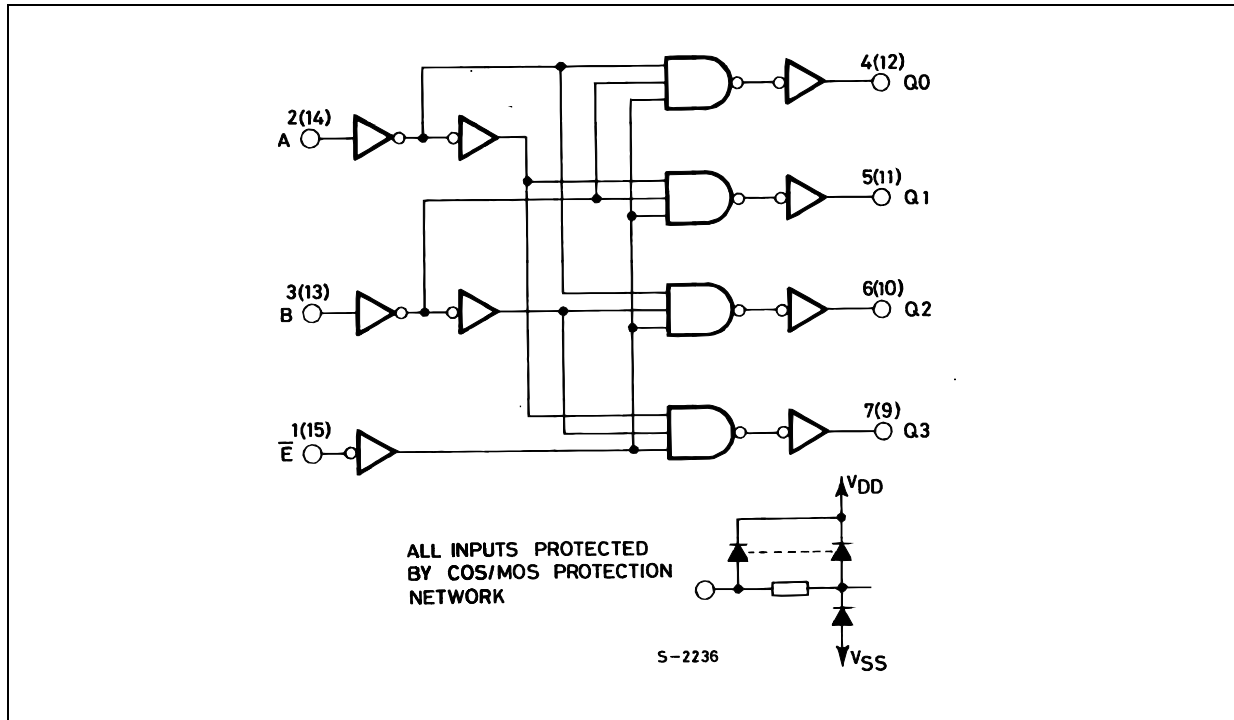 4(12)
Q0
2(14)
A
5(11)
Q1
3(13)
B
6(10)
Q2
7(9)
Q3
1(15)
E̅
VDD
ALL INPUTS PROTECTED
BY COS/MOS PROTECTION
NETWORK
S-2236
VSS